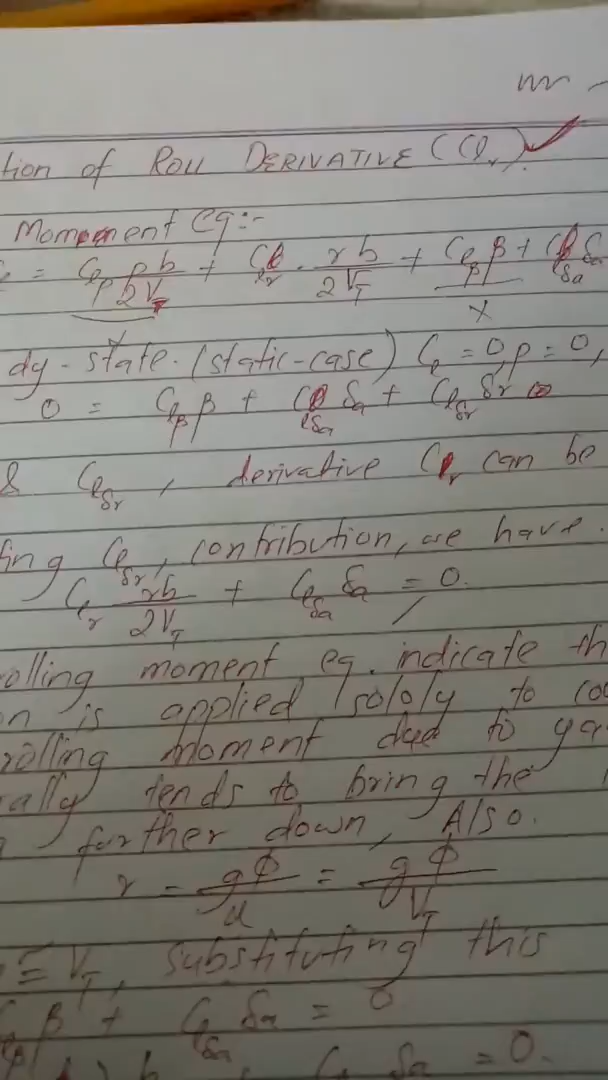 tion of ROLL DERIVATIVE (Clr) ✓
Moment eq:-
= Clp pb/2VT + Clr . rb/2VT + Clβ β + Clδa δa
dy-state. (static-case) Cl = 0, p = 0,
0 = Clβ β + Clδa δa + Clδr δr
& Clδr, derivative Clr can be
ing Clδr, contribution, we have.
Clr rb/2VT + Clδa δa = 0.
olling moment eq. indicate th
n is applied solely to co
rolling moment due to
ally tends to bring the
further down, Also.
r = gΦ/u = gΦ/VT
≅ VT, substituting this
β + Clδa δa = 0
b δa = 0.